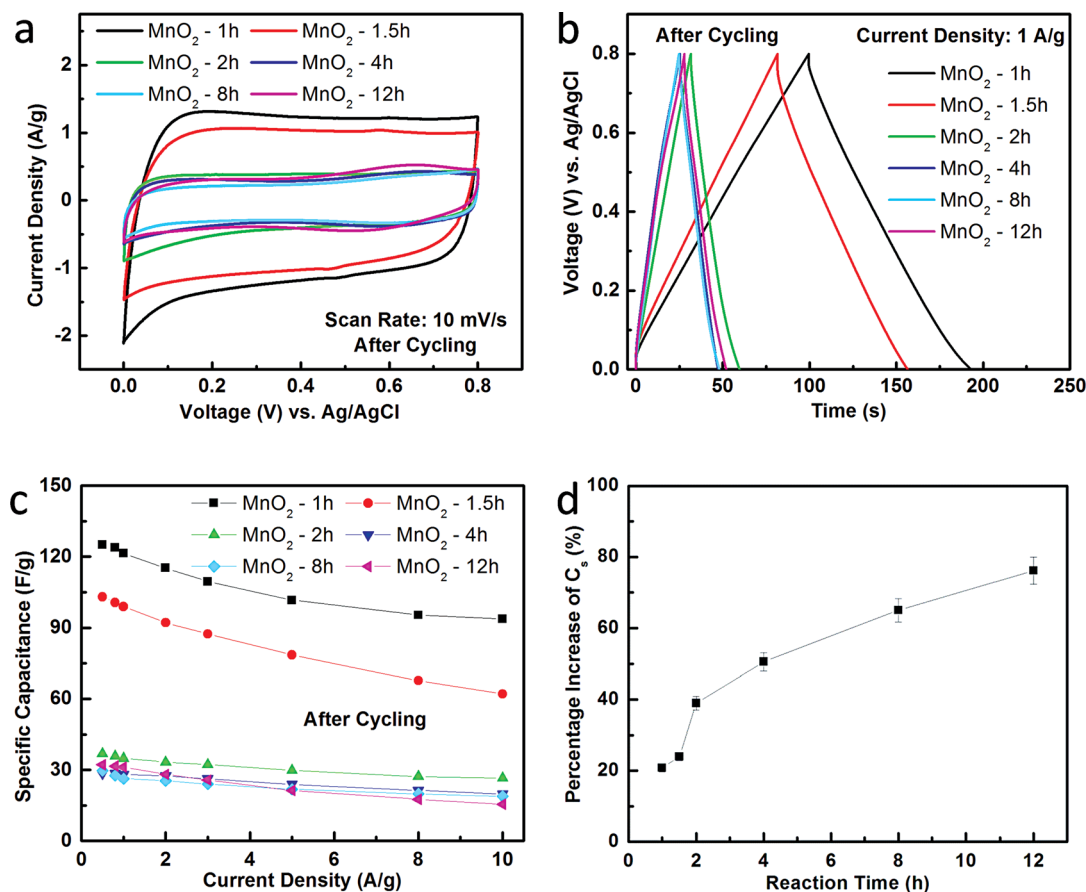 a
MnO2 - 1h MnO2 - 1.5h
MnO2 - 2h MnO2 - 4h
MnO2 - 8h MnO2 - 12h
Current Density (A/g)
2
1
0
-1
-2
Scan Rate: 10 mV/s
After Cycling
0.0 0.2 0.4 0.6 0.8
Voltage (V) vs. Ag/AgCl
b
After Cycling
Current Density: 1 A/g
MnO2 - 1h
MnO2 - 1.5h
MnO2 - 2h
MnO2 - 4h
MnO2 - 8h
MnO2 - 12h
Voltage (V) vs. Ag/AgCl
0.8
0.6
0.4
0.2
0.0
0 50 100 150 200 250
Time (s)
c
MnO2 - 1h MnO2 - 1.5h
MnO2 - 2h MnO2 - 4h
MnO2 - 8h MnO2 - 12h
Specific Capacitance (F/g)
150
120
90
60
30
0
After Cycling
0 2 4 6 8 10
Current Density (A/g)
d
Percentage Increase of Cs (%)
100
80
60
40
20
0
0 2 4 6 8 10 12
Reaction Time (h)